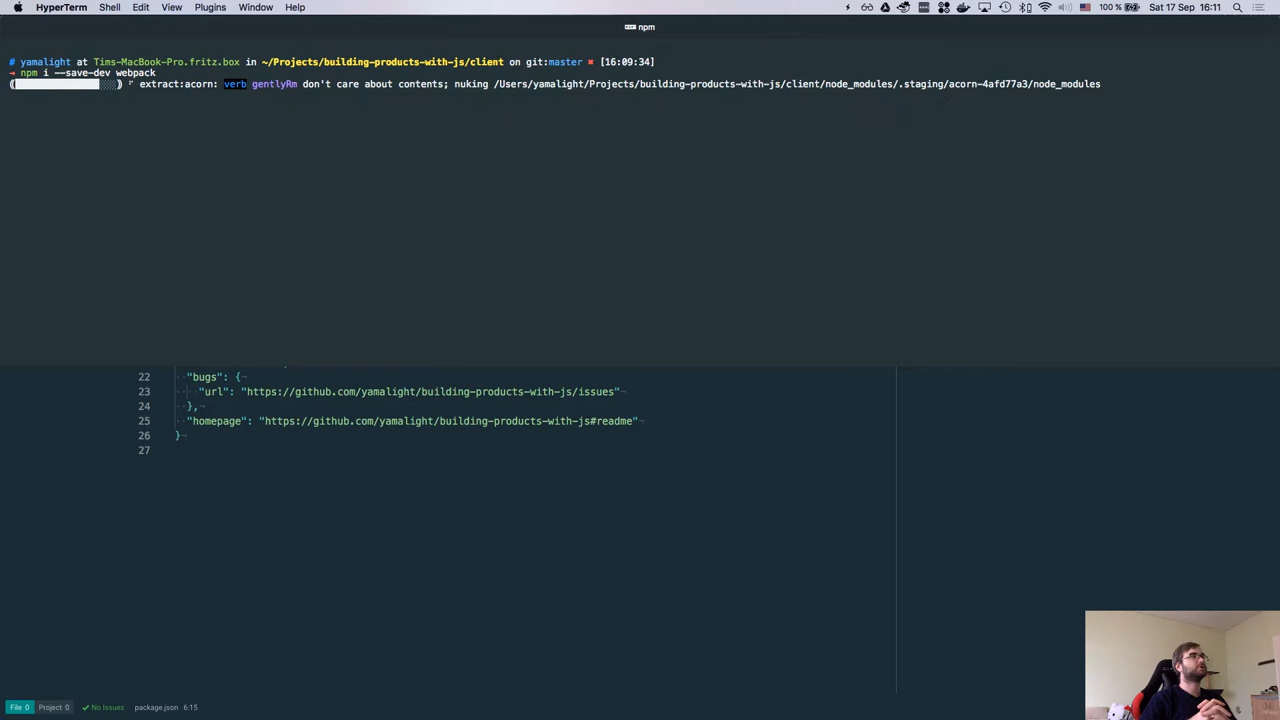 HyperTerm Shell Edit View Plugins Window Help 100 % Sat 17 Sep 16:11
npm
# yamalight at Tims-MacBook-Pro.fritz.box in ~/Projects/building-products-with-js/client on git:master ✖ [16:09:34]
→ npm i --save-dev webpack
extract:acorn: verb gentlyRm don't care about contents; nuking /Users/yamalight/Projects/building-products-with-js/client/node_modules/.staging/acorn-4afd77a3/node_modules
22 "bugs": {
23 "url": "https://github.com/yamalight/building-products-with-js/issues"
24 },
25 "homepage": "https://github.com/yamalight/building-products-with-js#readme"
26 }
27
File 0 Project 0 ✓ No Issues package.json 6:15